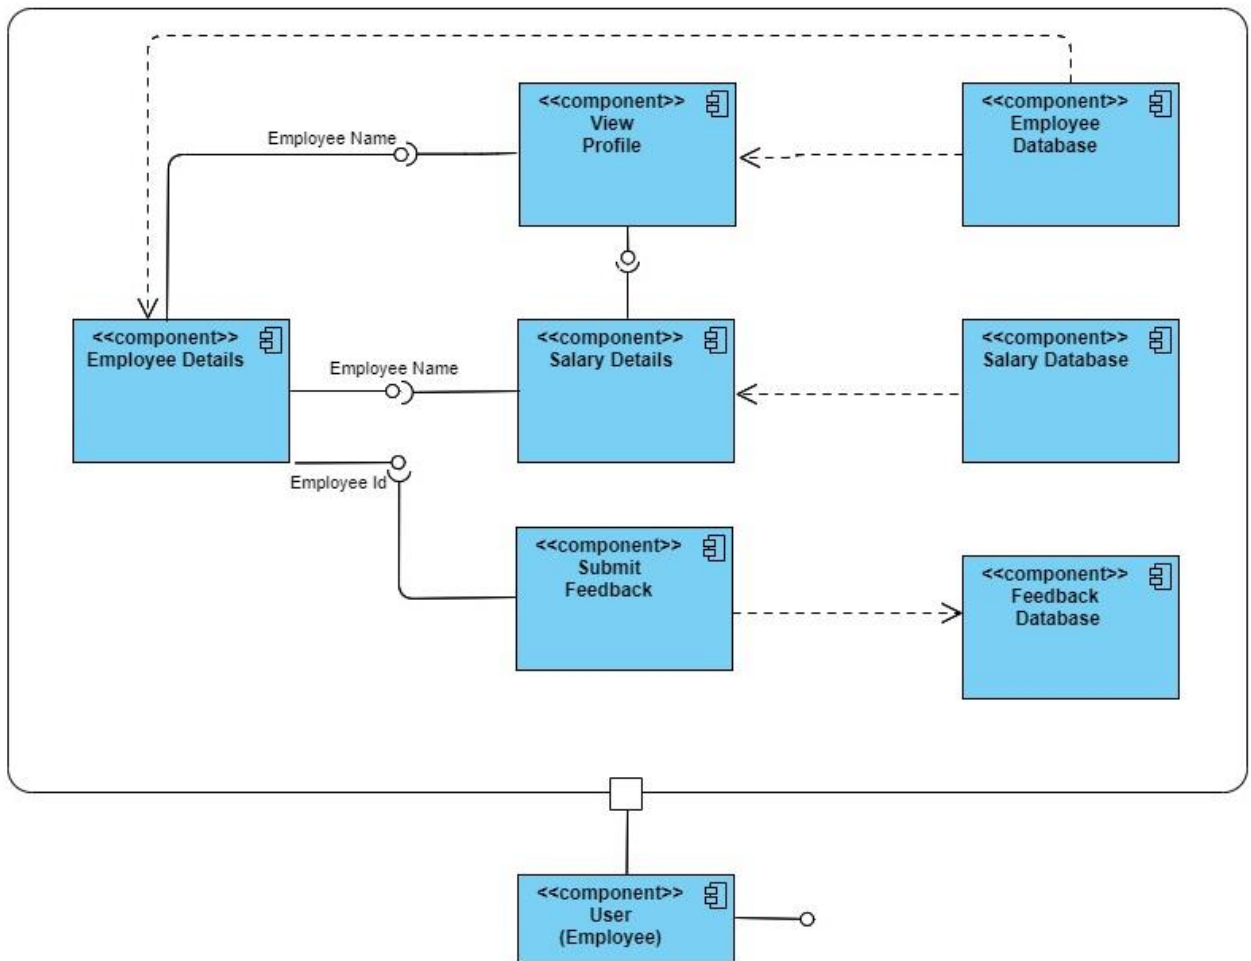 <<component>>
View
Profile
<<component>>
Employee
Database
Employee Name
<<component>>
Employee Details
Employee Name
<<component>>
Salary Details
<<component>>
Salary Database
Employee Id
<<component>>
Submit
Feedback
<<component>>
Feedback
Database
<<component>>
User
(Employee)